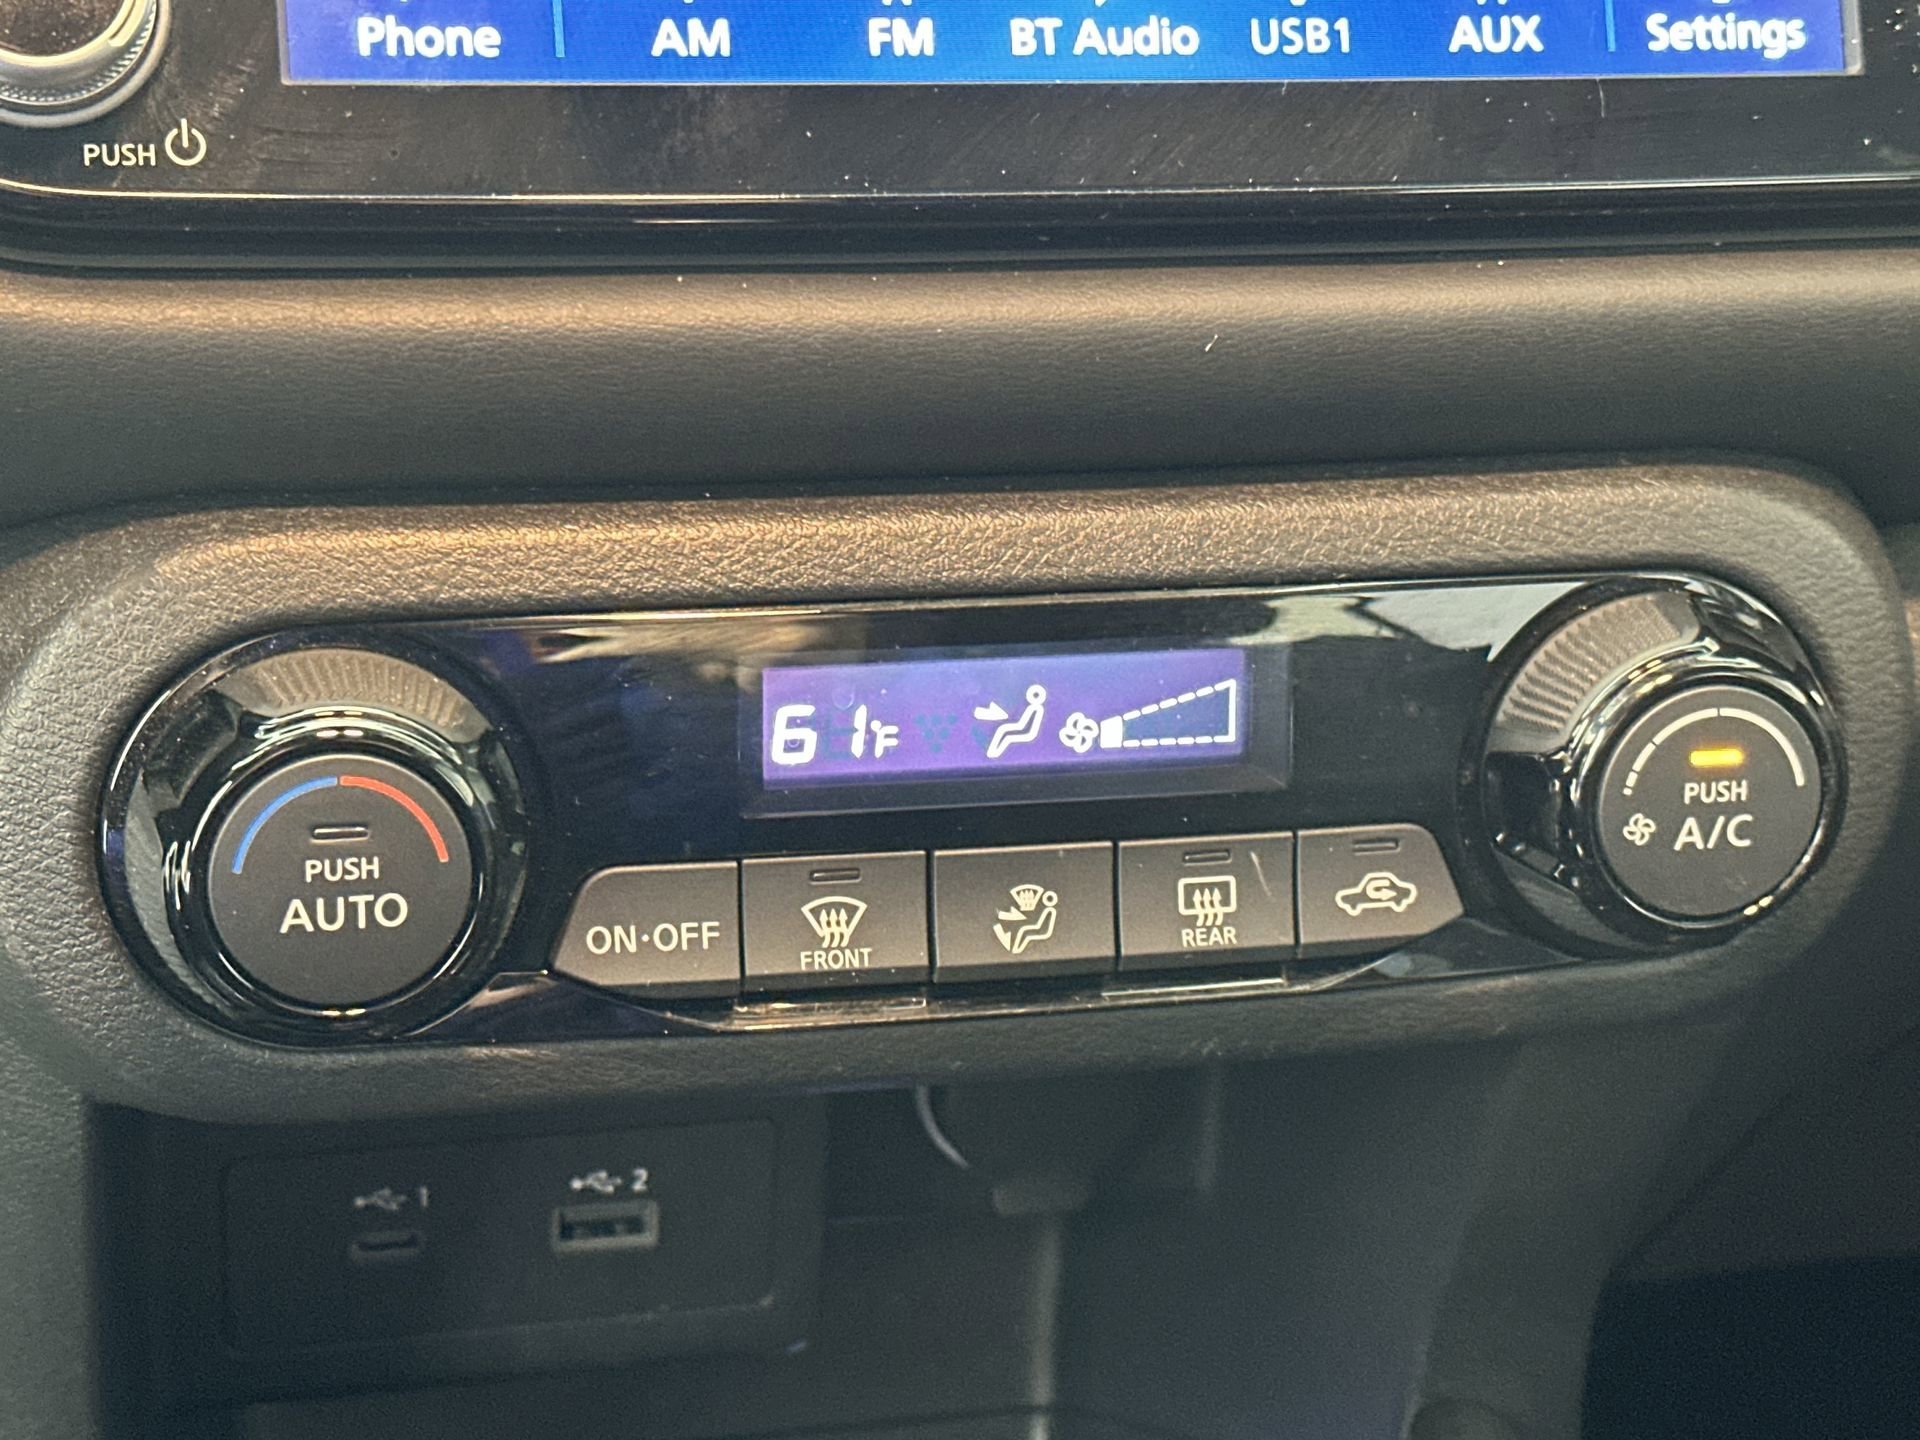 Phone AM FM BT Audio USB1 AUX Settings
PUSH
61°F
PUSH
AUTO
PUSH
A/C
ON·OFF
FRONT
REAR
1
2